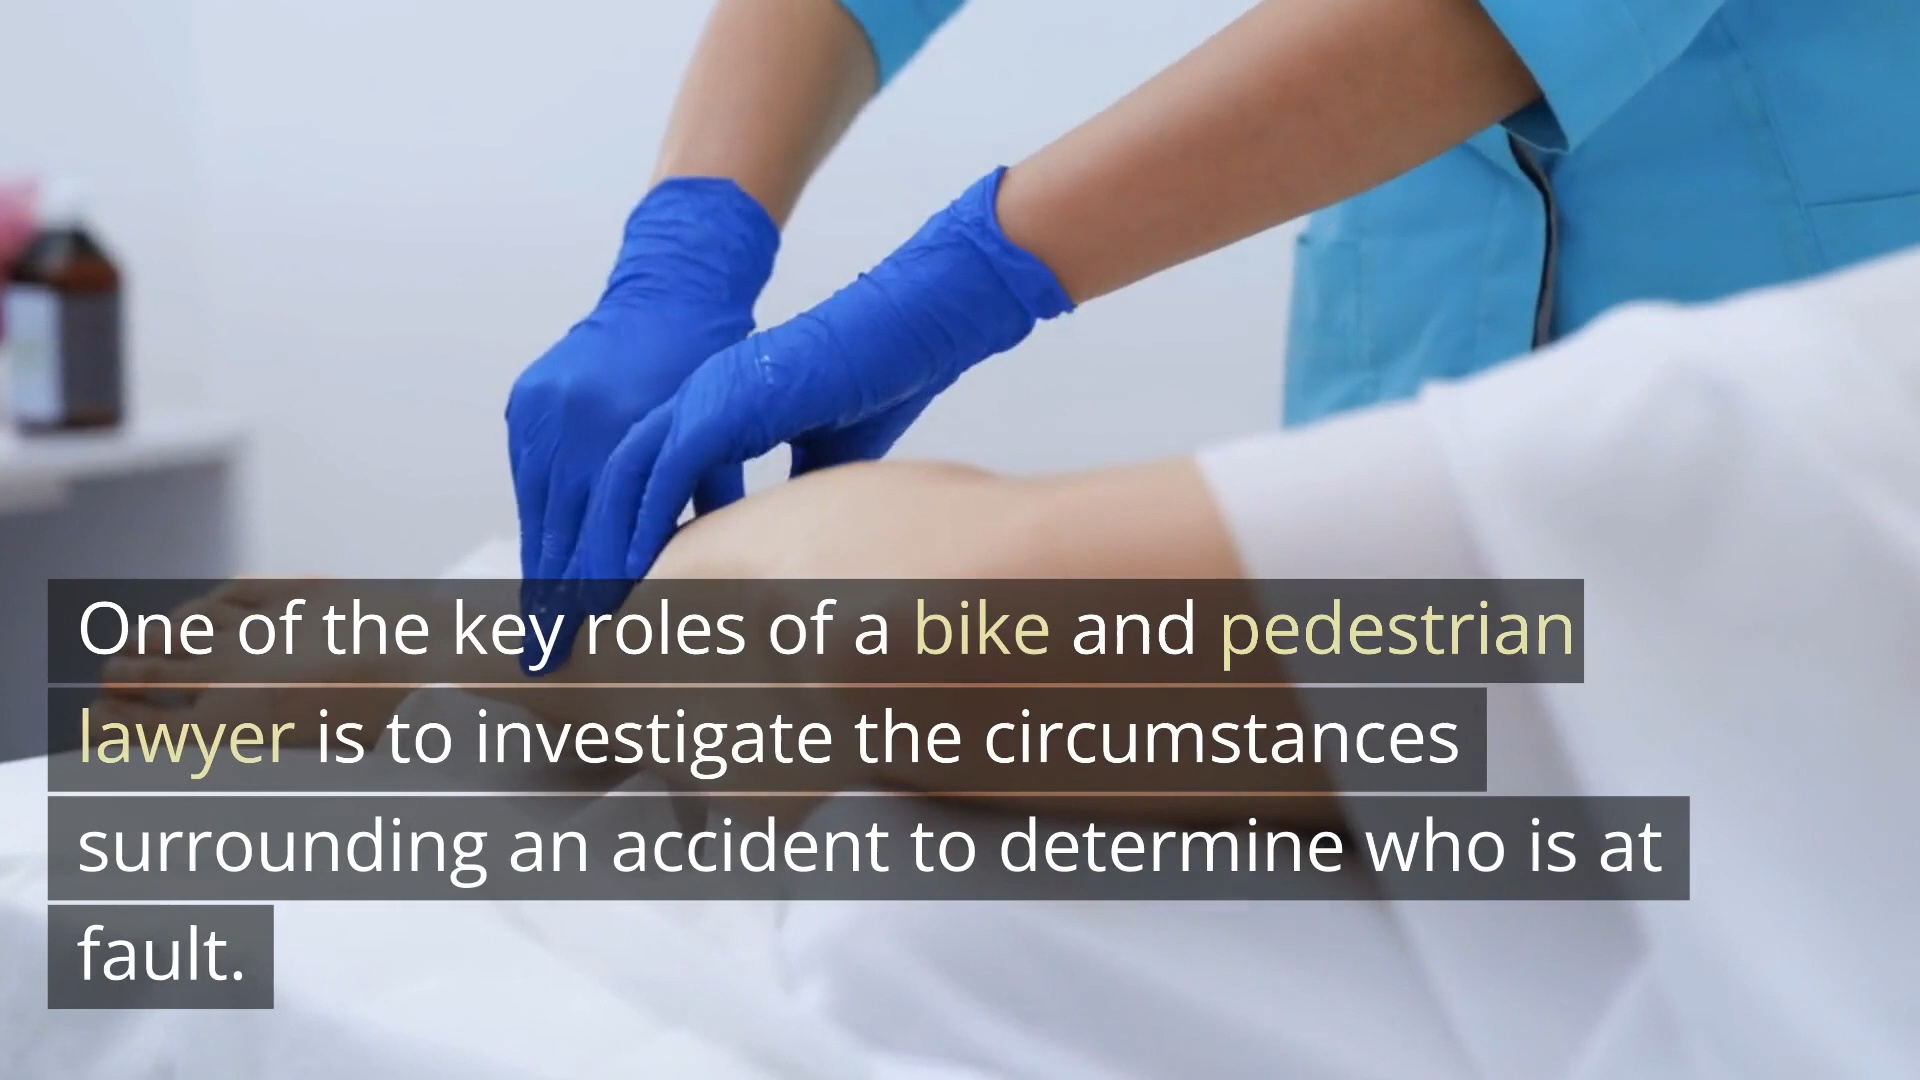 One of the key roles of a bike and pedestrian
lawyer is to investigate the circumstances
surrounding an accident to determine who is at
fault.